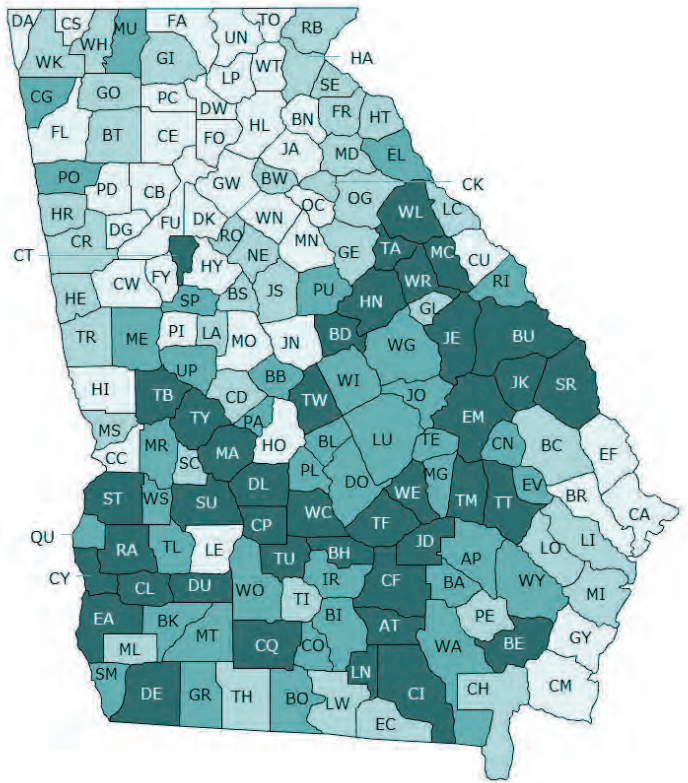 DA CS FA UN TO RB
WH MU
WK GI LP WT HA
SE
CG GO PC DW BN FR HT
FL BT CE FO HL
JA MD EL
PO PD CB GW BW CK
OC OG WL LC
HR DG FU DK WN
CR RO MN GE TA MC CU
CT HY NE
CW FY WR RI
HE SP BS JS PU HN GL
TR ME PI LA MO JN BD WG JE BU
UP BB WI JK SR
HI TB CD TW JO
TY PA EM
MS MR HO BL LU TE CN BC EF
CC SC MA PL
ST WS SU DL DO WE MG TM TT EV BR CA
CP WC TF
QU RA TL LE TU BH JD AP LO LI
CY CL DU WO IR CF BA WY MI
TI
EA BK MT BI AT PE
ML CQ CO WA BE GY
SM LN
DE GR TH BO LW CI CH CM
EC